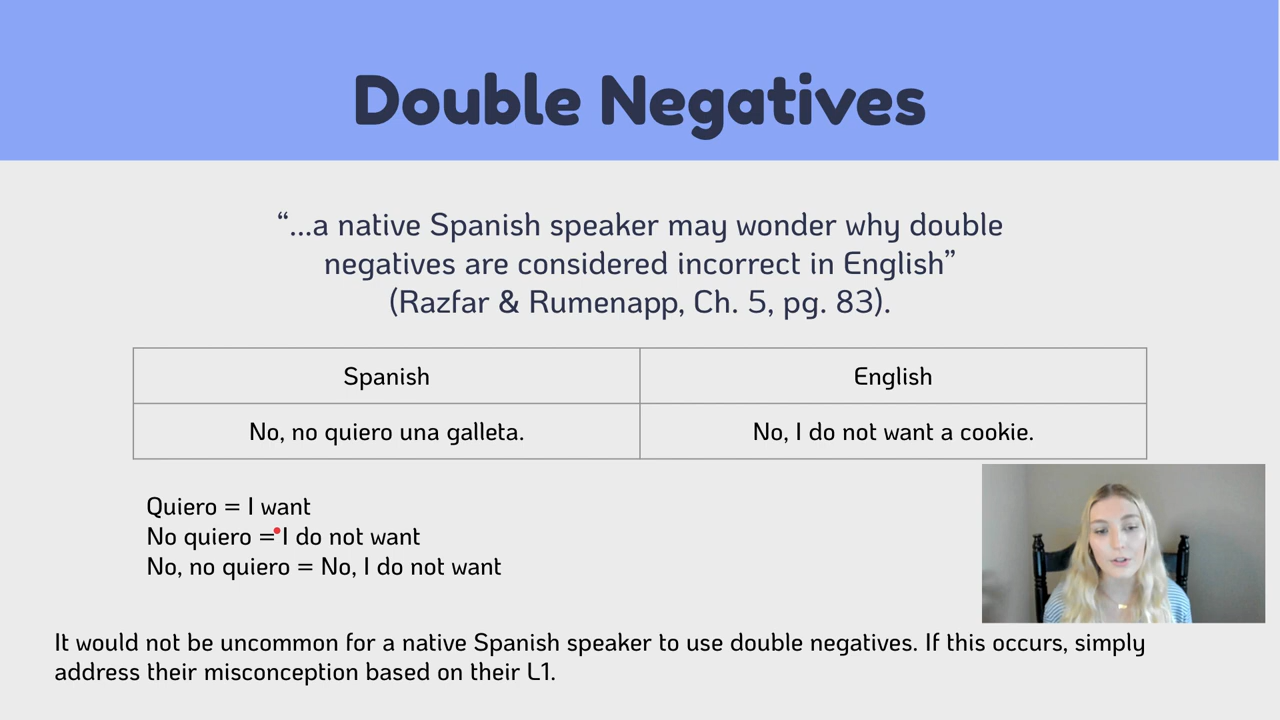 Double Negatives
“...a native Spanish speaker may wonder why double
negatives are considered incorrect in English”
(Razfar & Rumenapp, Ch. 5, pg. 83).
Spanish English
No, no quiero una galleta. No, I do not want a cookie.
Quiero = I want
No quiero = I do not want
No, no quiero = No, I do not want
It would not be uncommon for a native Spanish speaker to use double negatives. If this occurs, simply
address their misconception based on their L1.